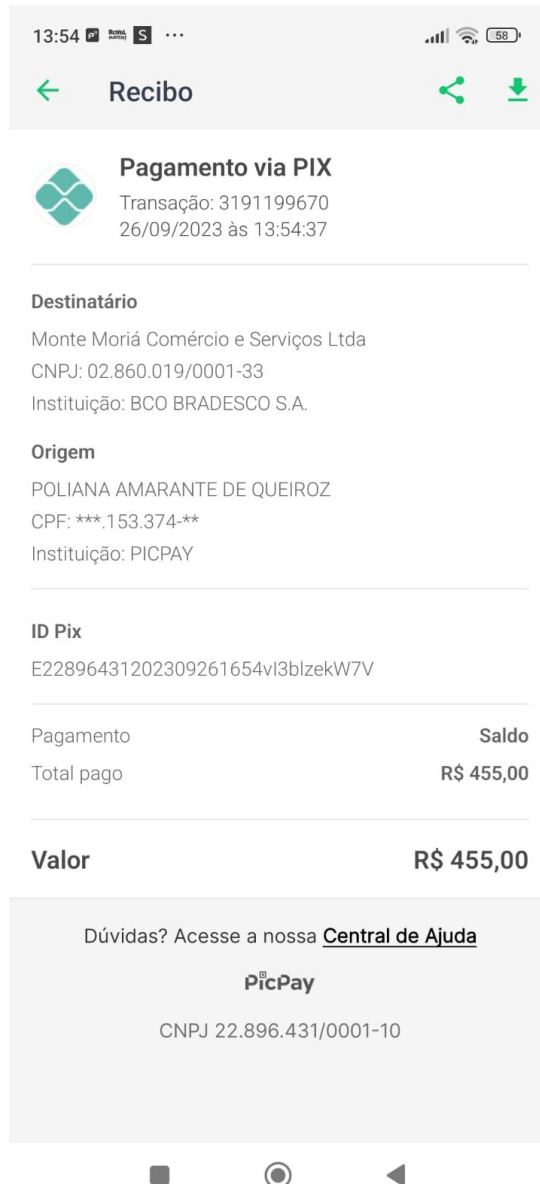 13:54 ...
58
Recibo
Pagamento via PIX
Transação: 3191199670
26/09/2023 às 13:54:37
Destinatário
Monte Moriá Comércio e Serviços Ltda
CNPJ: 02.860.019/0001-33
Instituição: BCO BRADESCO S.A.
Origem
POLIANA AMARANTE DE QUEIROZ
CPF: ***.153.374-**
Instituição: PICPAY
ID Pix
E22896431202309261654vI3blzekW7V
Pagamento Saldo
Total pago R$ 455,00
Valor R$ 455,00
Dúvidas? Acesse a nossa Central de Ajuda
PicPay
CNPJ 22.896.431/0001-10